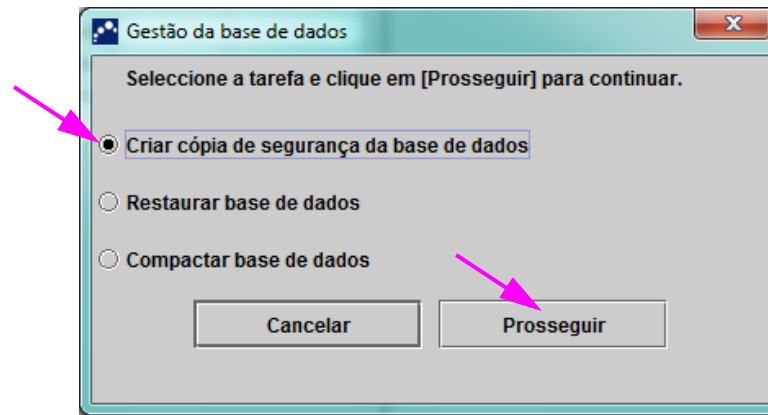 Gestão da base de dados
Seleccione a tarefa e clique em [Prosseguir] para continuar.
Criar cópia de segurança da base de dados
Restaurar base de dados
Compactar base de dados
Cancelar Prosseguir